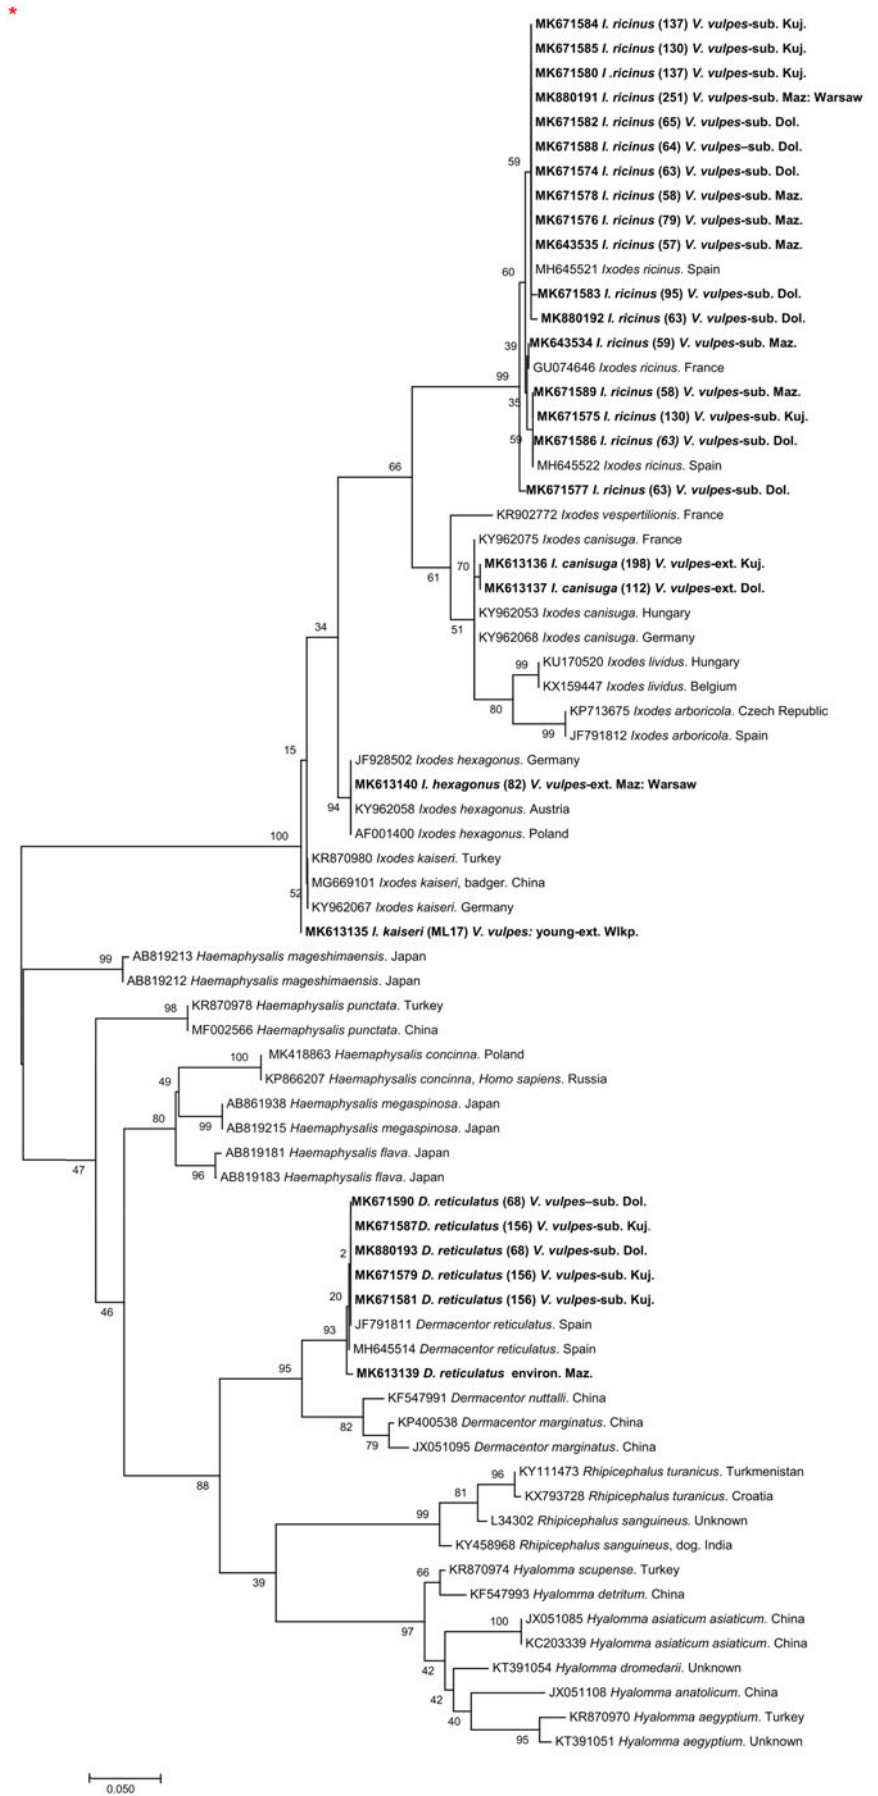 *
MK671584 I. ricinus (137) V. vulpes-sub. Kuj.
MK671585 I. ricinus (130) V. vulpes-sub. Kuj.
MK671580 I .ricinus (137) V. vulpes-sub. Kuj.
MK880191 I. ricinus (251) V. vulpes-sub. Maz: Warsaw
MK671582 I. ricinus (65) V. vulpes-sub. Dol.
MK671588 I. ricinus (64) V. vulpes–sub. Dol.
59
MK671574 I. ricinus (63) V. vulpes-sub. Dol.
MK671578 I. ricinus (58) V. vulpes-sub. Maz.
MK671576 I. ricinus (79) V. vulpes-sub. Maz.
MK643535 I. ricinus (57) V. vulpes-sub. Maz.
60
MH645521 Ixodes ricinus. Spain
MK671583 I. ricinus (95) V. vulpes-sub. Dol.
MK880192 I. ricinus (63) V. vulpes-sub. Dol.
39
MK643534 I. ricinus (59) V. vulpes-sub. Maz.
GU074646 Ixodes ricinus. France
99
MK671589 I. ricinus (58) V. vulpes-sub. Maz.
35
MK671575 I. ricinus (130) V. vulpes-sub. Kuj.
59
MK671586 I. ricinus (63) V. vulpes-sub. Dol.
66
MH645522 Ixodes ricinus. Spain
MK671577 I. ricinus (63) V. vulpes-sub. Dol.
KR902772 Ixodes vespertilionis. France
KY962075 Ixodes canisuga. France
70
MK613136 I. canisuga (198) V. vulpes-ext. Kuj.
61
MK613137 I. canisuga (112) V. vulpes-ext. Dol.
KY962053 Ixodes canisuga. Hungary
34
51
KY962068 Ixodes canisuga. Germany
99
KU170520 Ixodes lividus. Hungary
KX159447 Ixodes lividus. Belgium
80
KP713675 Ixodes arboricola. Czech Republic
99
JF791812 Ixodes arboricola. Spain
15
JF928502 Ixodes hexagonus. Germany
MK613140 I. hexagonus (82) V. vulpes-ext. Maz: Warsaw
94
KY962058 Ixodes hexagonus. Austria
AF001400 Ixodes hexagonus. Poland
100
KR870980 Ixodes kaiseri. Turkey
MG669101 Ixodes kaiseri, badger. China
52
KY962067 Ixodes kaiseri. Germany
MK613135 I. kaiseri (ML17) V. vulpes: young-ext. Wlkp.
99
AB819213 Haemaphysalis mageshimaensis. Japan
AB819212 Haemaphysalis mageshimaensis. Japan
98
KR870978 Haemaphysalis punctata. Turkey
MF002566 Haemaphysalis punctata. China
100
MK418863 Haemaphysalis concinna. Poland
49
KP866207 Haemaphysalis concinna, Homo sapiens. Russia
AB861938 Haemaphysalis megaspinosa. Japan
80
99
AB819215 Haemaphysalis megaspinosa. Japan
AB819181 Haemaphysalis flava. Japan
47
96
AB819183 Haemaphysalis flava. Japan
MK671590 D. reticulatus (68) V. vulpes–sub. Dol.
MK671587D. reticulatus (156) V. vulpes-sub. Kuj.
2
MK880193 D. reticulatus (68) V. vulpes-sub. Dol.
MK671579 D. reticulatus (156) V. vulpes-sub. Kuj.
20
MK671581 D. reticulatus (156) V. vulpes-sub. Kuj.
46
93
JF791811 Dermacentor reticulatus. Spain
MH645514 Dermacentor reticulatus. Spain
95
MK613139 D. reticulatus environ. Maz.
KF547991 Dermacentor nuttalli. China
82
KP400538 Dermacentor marginatus. China
79
JX051095 Dermacentor marginatus. China
96
KY111473 Rhipicephalus turanicus. Turkmenistan
88
81
KX793728 Rhipicephalus turanicus. Croatia
99
L34302 Rhipicephalus sanguineus. Unknown
KY458968 Rhipicephalus sanguineus, dog. India
39
66
KR870974 Hyalomma scupense. Turkey
KF547993 Hyalomma detritum. China
100
JX051085 Hyalomma asiaticum asiaticum. China
97
KC203339 Hyalomma asiaticum asiaticum. China
42
KT391054 Hyalomma dromedarii. Unknown
42
JX051108 Hyalomma anatolicum. China
40
KR870970 Hyalomma aegyptium. Turkey
95
KT391051 Hyalomma aegyptium. Unknown
0.050